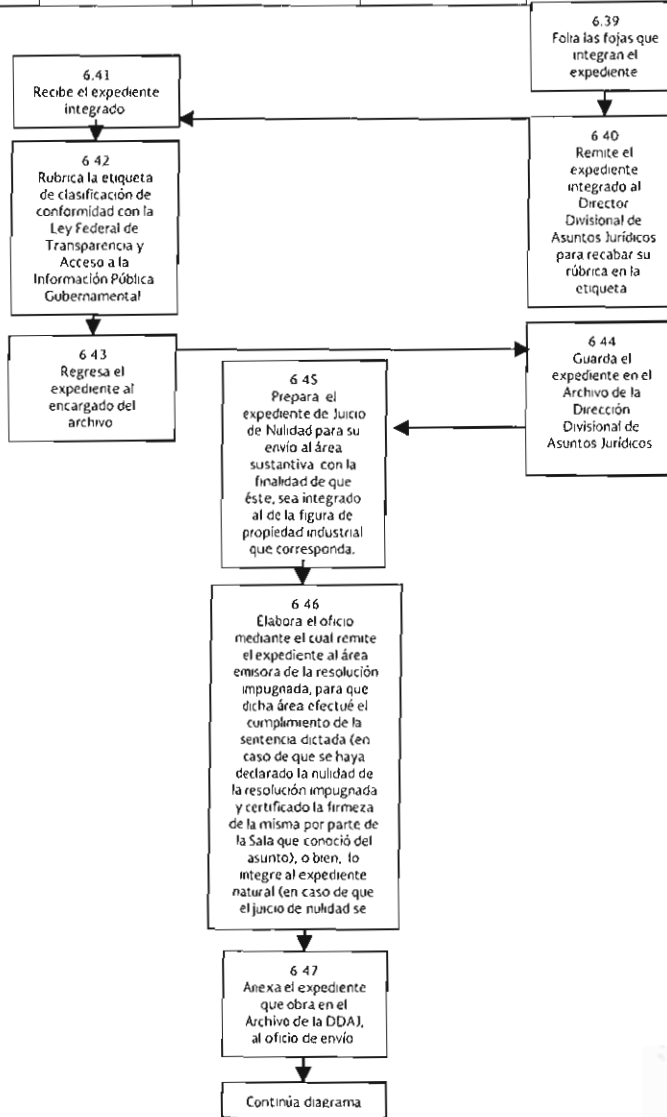 6.39
Folia las fojas que
integran el
expediente
6.41
Recibe el expediente
integrado
6 40
Remite el
expediente
integrado al
Director
Divisional de
Asuntos Jurídicos
para recabar su
rúbrica en la
etiqueta
6 42
Rubrica la etiqueta
de clasificación de
conformidad con la
Ley Federal de
Transparencia y
Acceso a la
Información Pública
Gubernamental
6 43
Regresa el
expediente al
encargado del
archivo
6 44
Guarda el
expediente en el
Archivo de la
Dirección
Divisional de
Asuntos Jurídicos
6 45
Prepara el
expediente de Juicio
de Nulidad para su
envío al área
sustantiva con la
finalidad de que
éste, sea integrado
al de la figura de
propiedad industrial
que corresponda.
6 46
Elabora el oficio
mediante el cual remite
el expediente al área
emisora de la resolución
impugnada, para que
dicha área efectué el
cumplimiento de la
sentencia dictada (en
caso de que se haya
declarado la nulidad de
la resolución impugnada
y certificado la firmeza
de la misma por parte de
la Sala que conoció del
asunto), o bien, lo
integre al expediente
natural (en caso de que
el juicio de nulidad se
6 47
Anexa el expediente
que obra en el
Archivo de la DDAJ,
al oficio de envío
Continúa diagrama